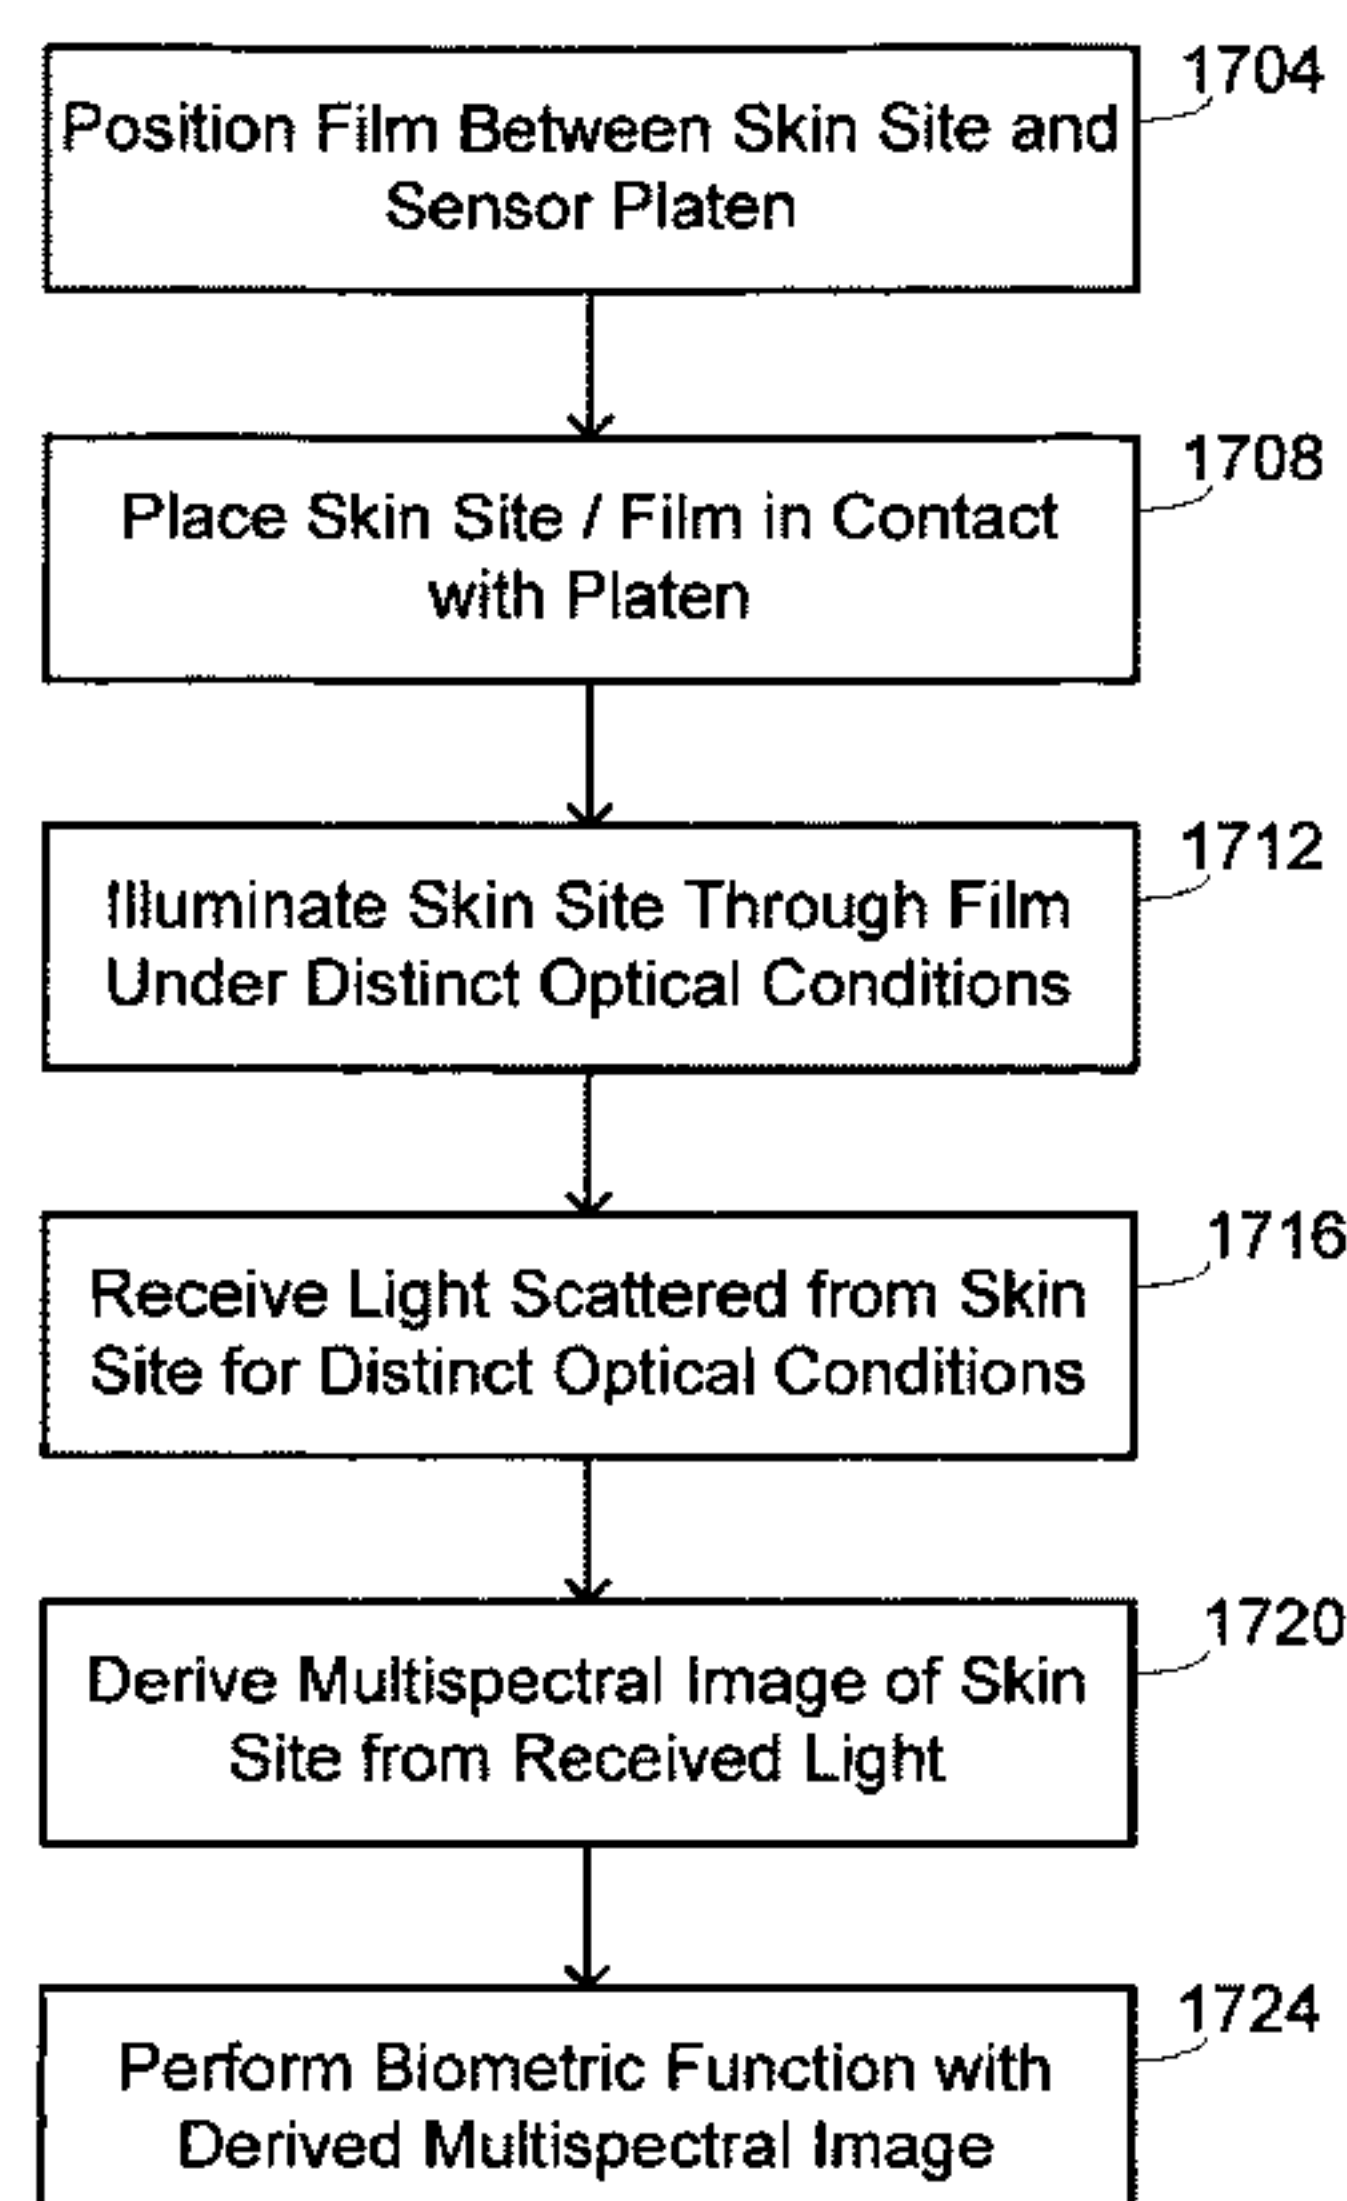 1704
Position Film Between Skin Site and
Sensor Platen
1708
Place Skin Site / Film in Contact
with Platen
1712
Illuminate Skin Site Through Film
Under Distinct Optical Conditions
1716
Receive Light Scattered from Skin
Site for Distinct Optical Conditions
1720
Derive Multispectral Image of Skin
Site from Received Light
1724
Perform Biometric Function with
Derived Multispectral Image